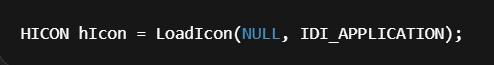 HICON hIcon = LoadIcon(NULL, IDI_APPLICATION);